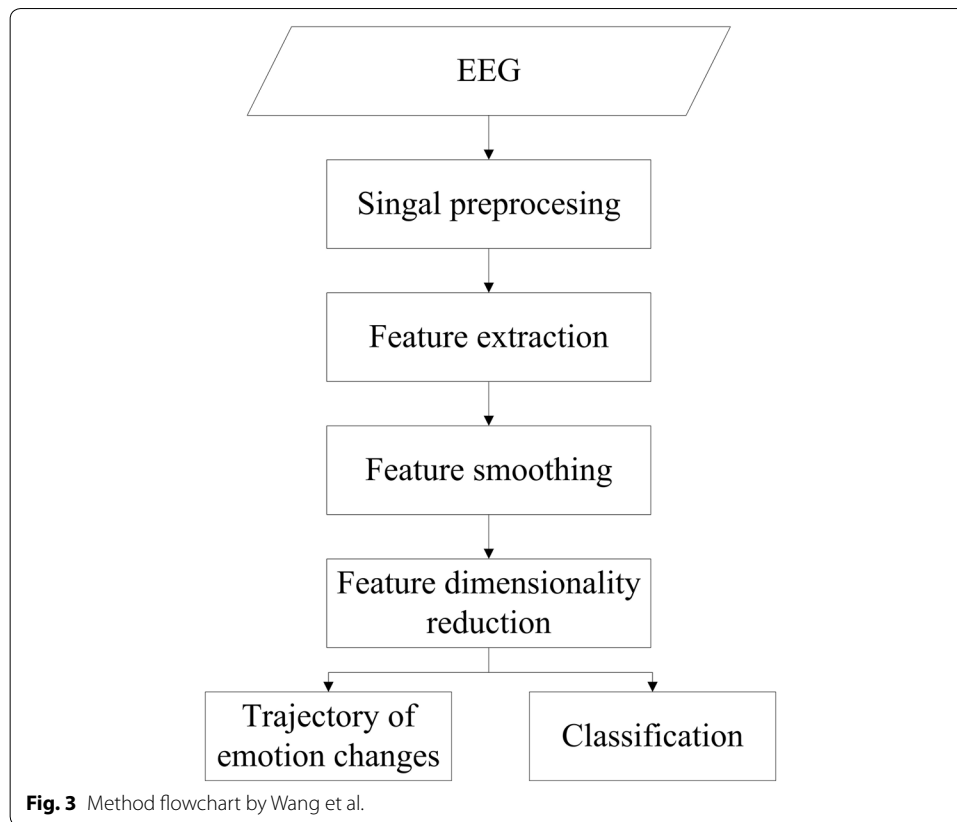 EEG
Singal preprocesing
Feature extraction
Feature smoothing
Feature dimensionality
reduction
Trajectory of
emotion changes
Classification
Fig. 3 Method flowchart by Wang et al.